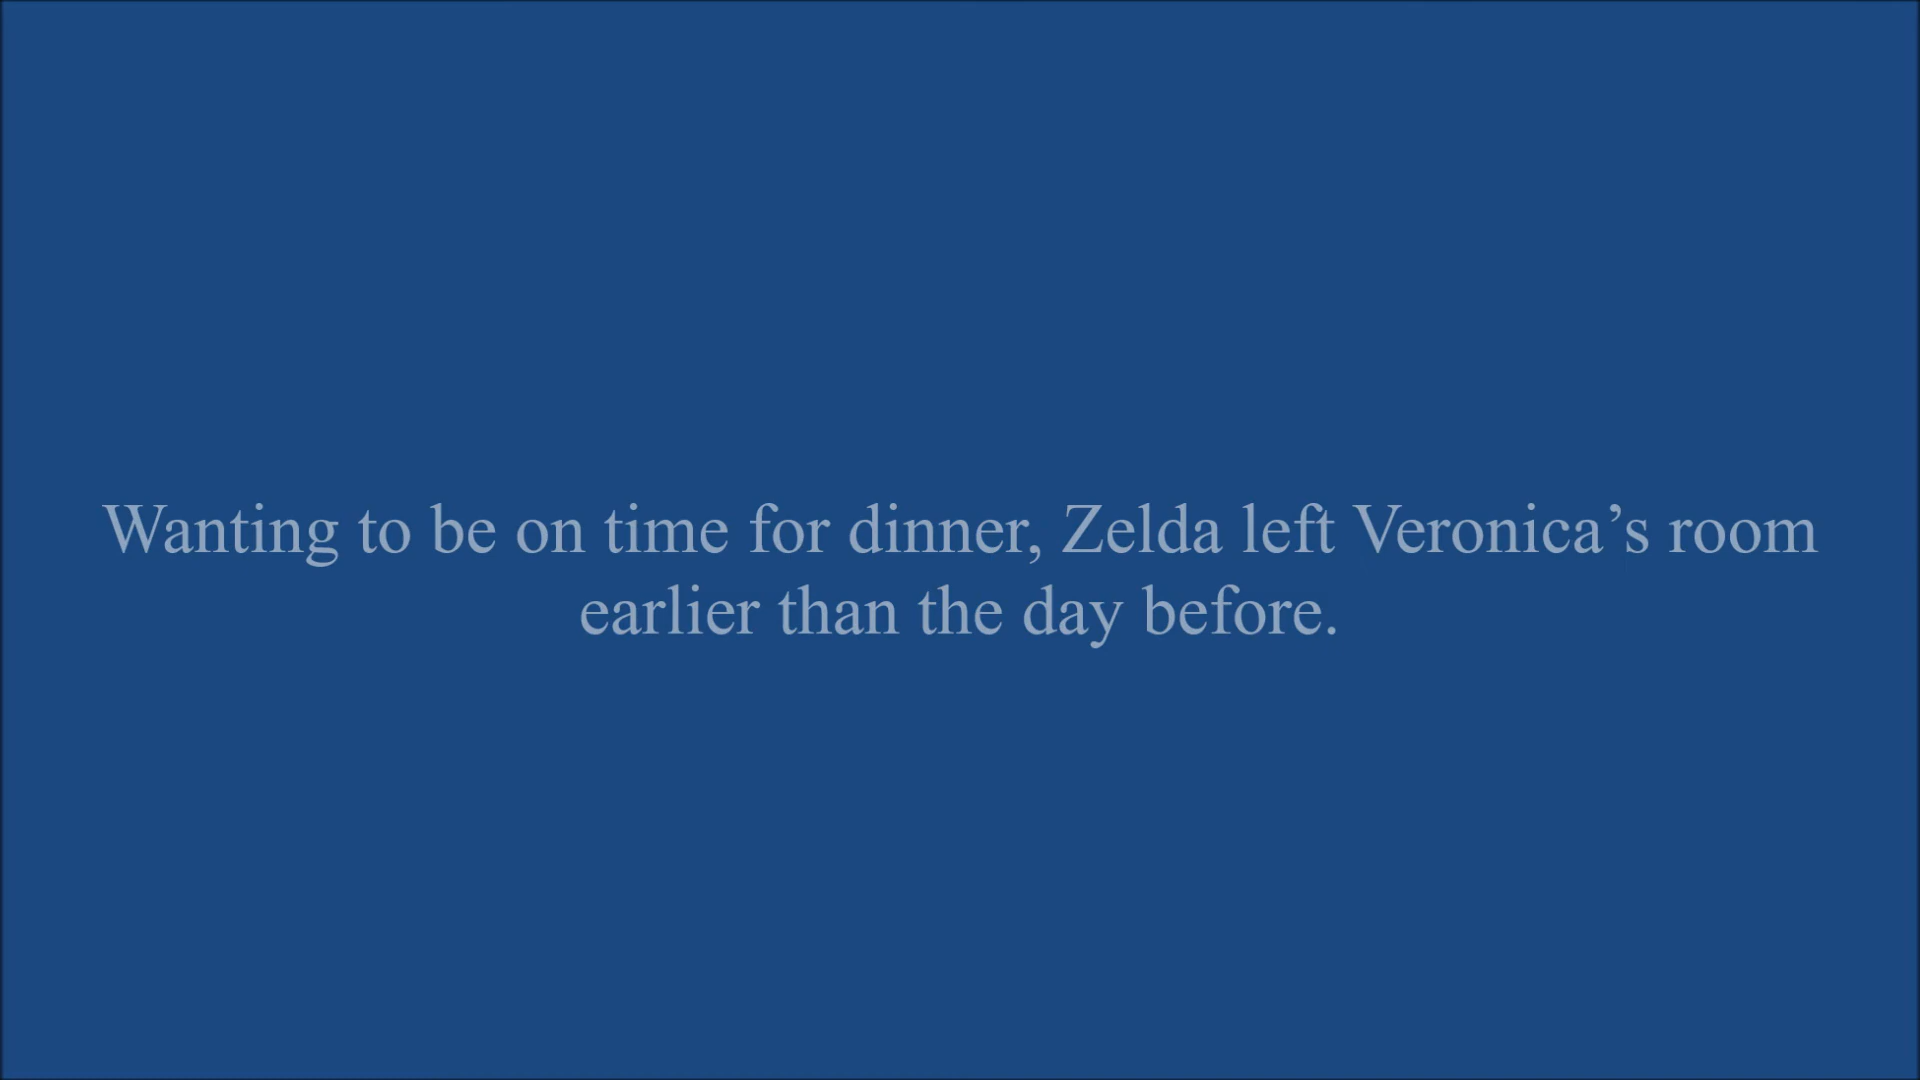 Wanting to be on time for dinner, Zelda left Veronica’s room
earlier than the day before.